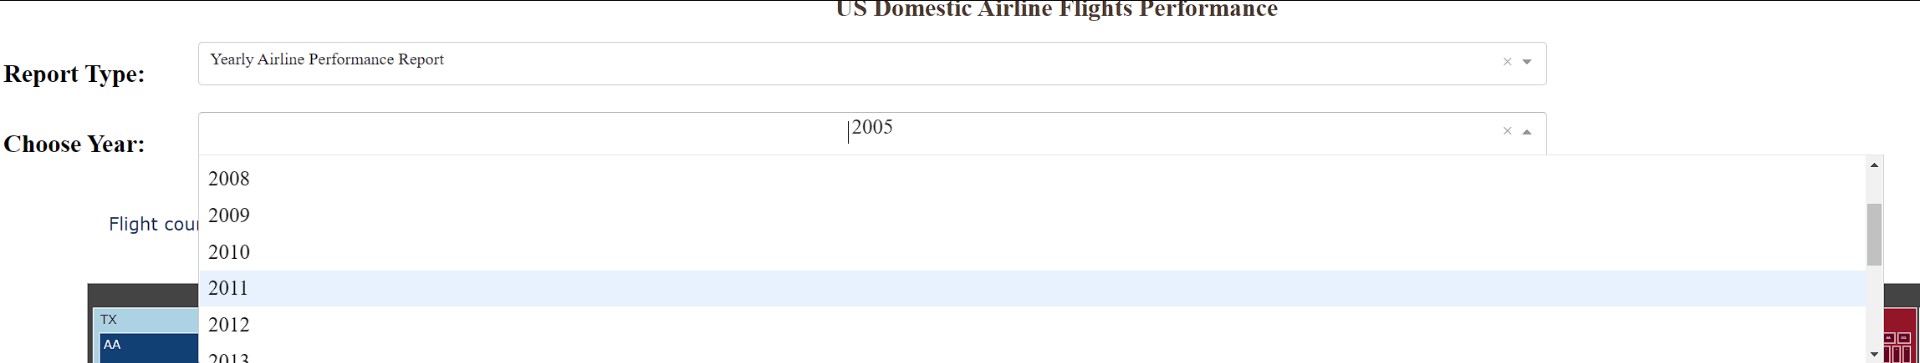 US Domestic Airline Flights Performance
Report Type:
Yearly Airline Performance Report
Choose Year:
2005
2008
2009
2010
2011
2012
2013
Flight
TX
AA